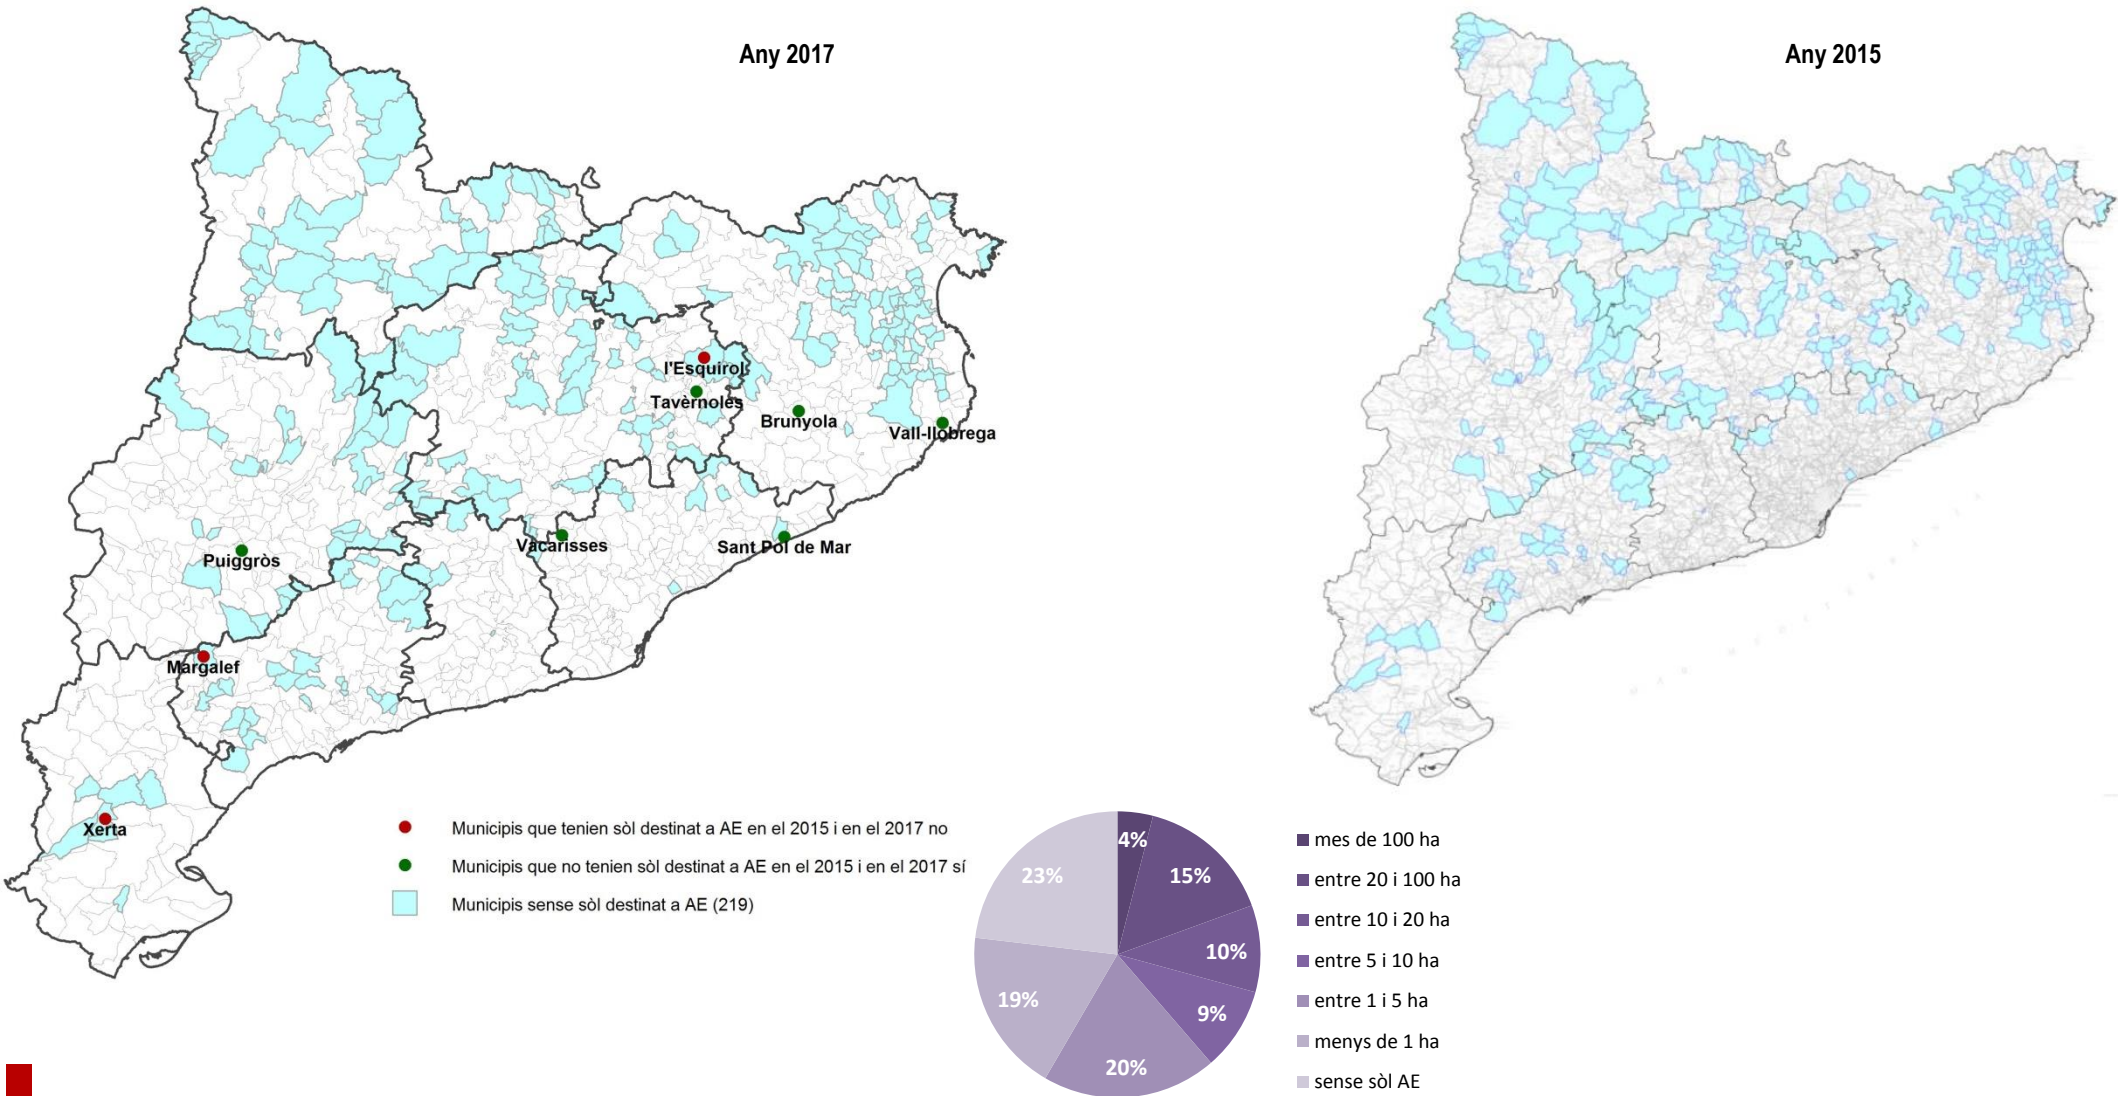 Any 2017
Any 2015
l'Esquirol
Tavèrnoles
Brunyola
Vall-llobrega
Puiggròs
Vacarisses
Sant Pol de Mar
Margalef
Xerta
Municipis que tenien sòl destinat a AE en el 2015 i en el 2017 no
Municipis que no tenien sòl destinat a AE en el 2015 i en el 2017 sí
Municipis sense sòl destinat a AE (219)
4%
15%
10%
9%
20%
19%
23%
mes de 100 ha
entre 20 i 100 ha
entre 10 i 20 ha
entre 5 i 10 ha
entre 1 i 5 ha
menys de 1 ha
sense sòl AE